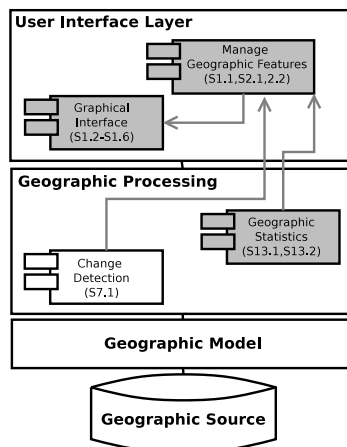 User Interface Layer
Manage
Geographic Features
(S1.1,S2.1,2.2)
Graphical
Interface
(S1.2-S1.6)
Geographic Processing
Geographic
Statistics
(S13.1,S13.2)
Change
Detection
(S7.1)
Geographic Model
Geographic Source